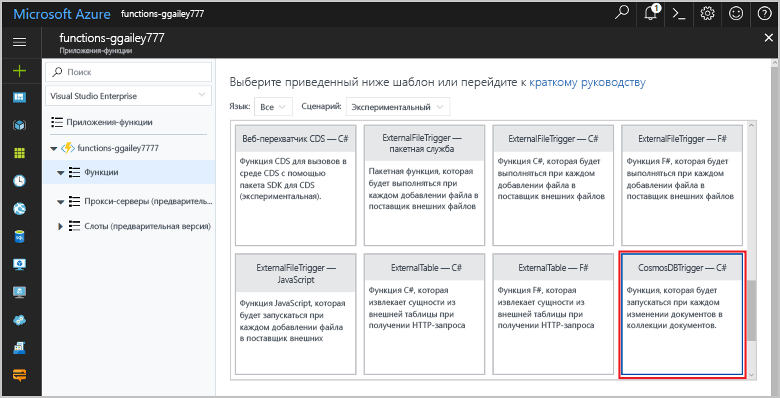 Microsoft Azure functions-ggailey777
1
functions-ggailey777
Приложения-функции
Поиск
Visual Studio Enterprise
Приложения-функции
functions-ggailey7777
Функции
Прокси-серверы (предваритель...
Слоты (предварительная версия)
Выберите приведенный ниже шаблон или перейдите к краткому руководству
Язык: Все Сценарий: Экспериментальный
Веб-перехватчик CDS — C#
Функция CDS для вызовов в
среде CDS с помощью
пакета SDK для CDS
(экспериментальная).
ExternalFileTrigger —
пакетная служба
Пакетная функция, которая
будет выполняться при
каждом добавлении файла в
поставщик внешних файлов
ExternalFileTrigger — C#
Функция C#, которая будет
выполняться при каждом
добавлении файла в
поставщик внешних файлов
ExternalFileTrigger — F#
Функция F#, которая будет
выполняться при каждом
добавлении файла в
поставщик внешних файлов
ExternalFileTrigger —
JavaScript
Функция JavaScript, которая
будет запускаться при
каждом добавлении файла
в поставщик внешних
ExternalTable — C#
Функция C#, которая
извлекает сущности из
внешней таблицы при
получении HTTP-запроса
ExternalTable — F#
Функция F#, которая
извлекает сущности из
внешней таблицы при
получении HTTP-запроса
CosmosDBTrigger — C#
Функция, которая будет
запускаться при каждом
изменении документов в
коллекции документов.